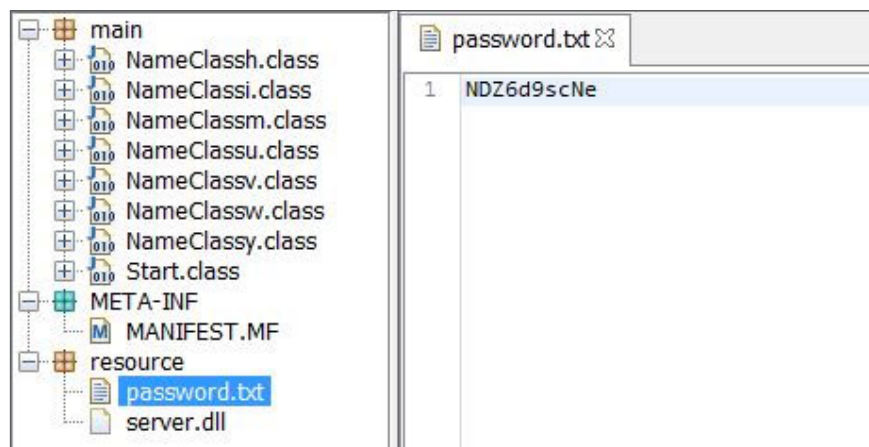 main
NameClassh.class
NameClassi.class
NameClassm.class
NameClassu.class
NameClassv.class
NameClassw.class
NameClassy.class
Start.class
META-INF
MANIFEST.MF
resource
password.txt
server.dll
password.txt
1 NDZ6d9scNe